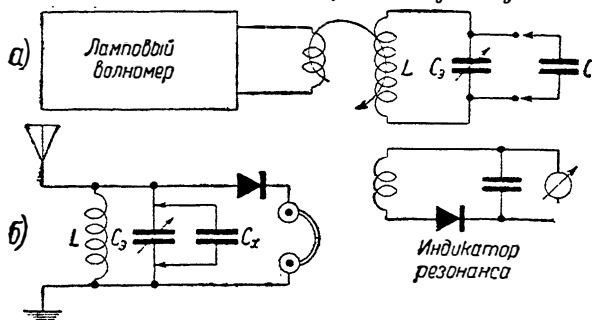 а)
Ламповый
волномер
L
Cэ
C
б)
L
Cэ
Cx
Индикатор
резонанса